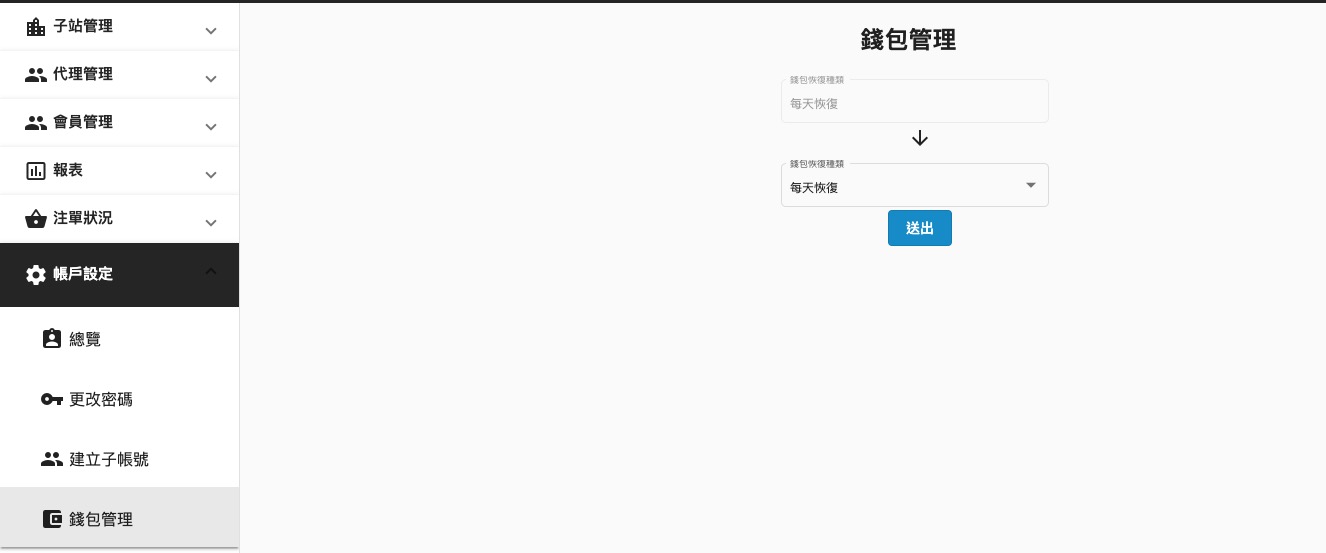 子站管理
代理管理
會員管理
報表
注單狀況
帳戶設定
總覽
更改密碼
建立子帳號
錢包管理
錢包管理
錢包恢復種類
每天恢復
錢包恢復種類
每天恢復
送出